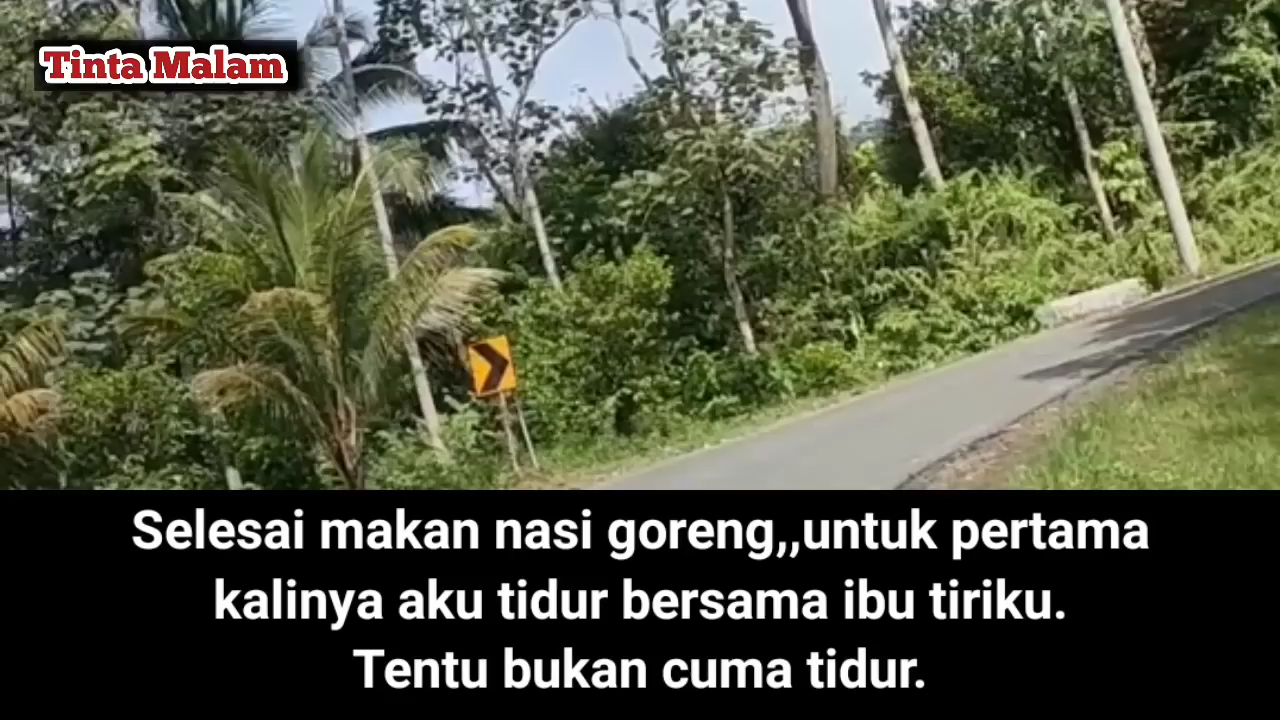 Tinta Malam
Selesai makan nasi goreng,,untuk pertama
kalinya aku tidur bersama ibu tiriku.
Tentu bukan cuma tidur.